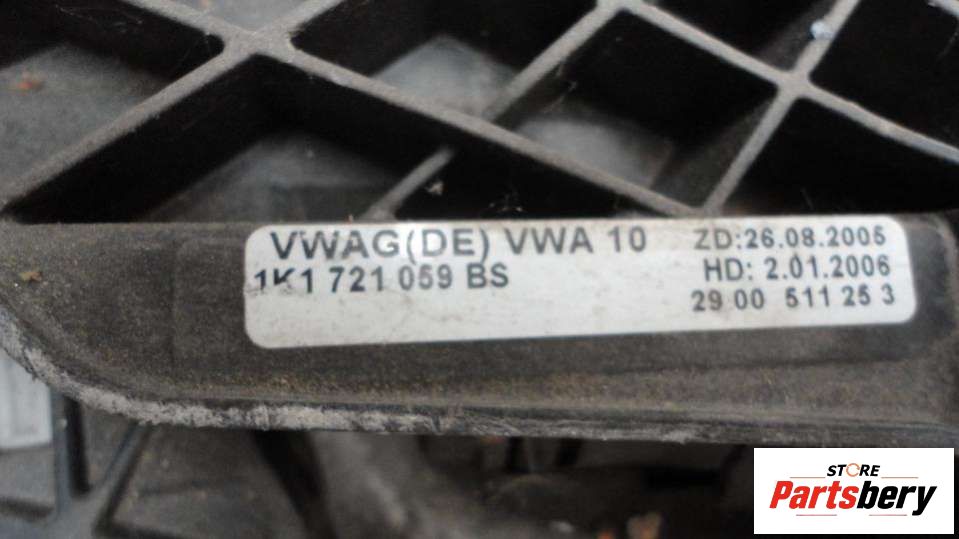 VWAG(DE) VWA 10 ZD:26.08.2005
1K1 721 059 BS HD: 2.01.2006
29 00 511 25 3
STORE
Partsbery